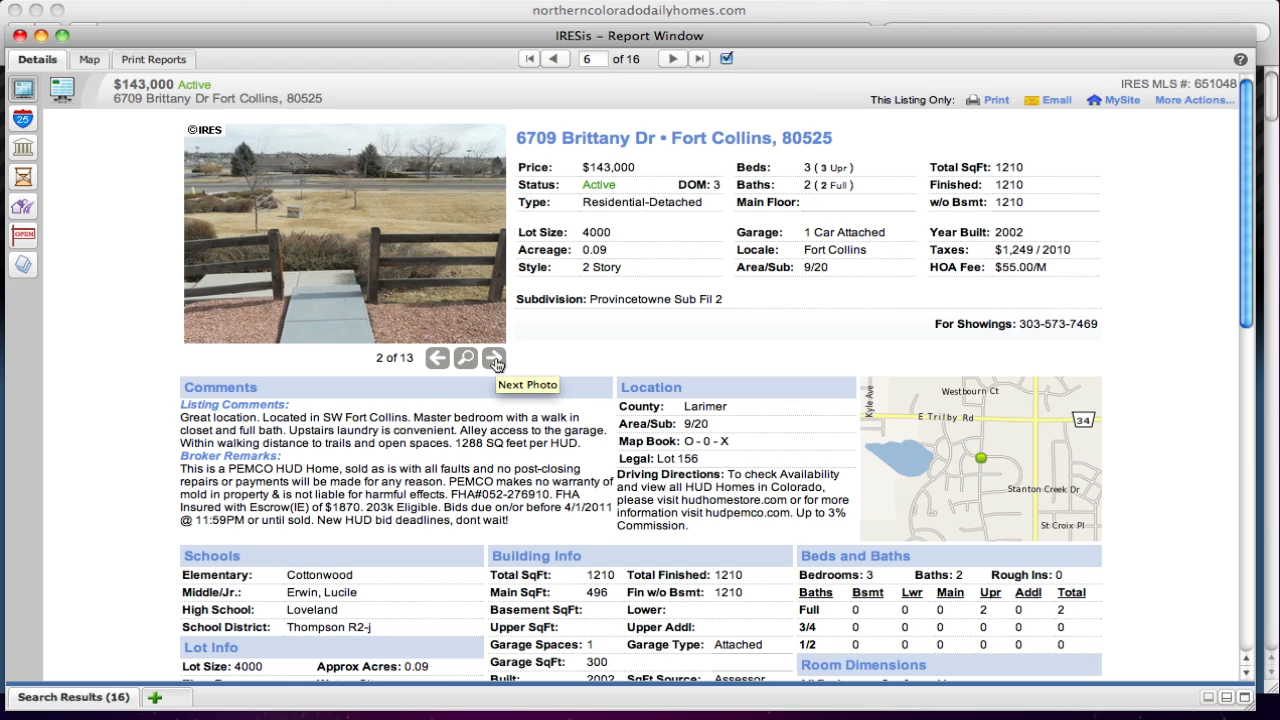 northerncoloradodailyhomes.com
IRESis – Report Window
Details Map Print Reports 6 of 16 ?
$143,000 Active IRES MLS #: 651048
6709 Brittany Dr Fort Collins, 80525 This Listing Only: Print Email MySite More Actions...
25
OPEN
©IRES
2 of 13
Next Photo
6709 Brittany Dr • Fort Collins, 80525
Price: $143,000 Beds: 3 ( 3 Upr ) Total SqFt: 1210
Status: Active DOM: 3 Baths: 2 ( 2 Full ) Finished: 1210
Type: Residential-Detached Main Floor: w/o Bsmt: 1210
Lot Size: 4000 Garage: 1 Car Attached Year Built: 2002
Acreage: 0.09 Locale: Fort Collins Taxes: $1,249 / 2010
Style: 2 Story Area/Sub: 9/20 HOA Fee: $55.00/M
Subdivision: Provincetowne Sub Fil 2
For Showings: 303-573-7469
Comments
Listing Comments:
Great location. Located in SW Fort Collins. Master bedroom with a walk in
closet and full bath. Upstairs laundry is convenient. Alley access to the garage.
Within walking distance to trails and open spaces. 1288 SQ feet per HUD.
Broker Remarks:
This is a PEMCO HUD Home, sold as is with all faults and no post-closing
repairs or payments will be made for any reason. PEMCO makes no warranty of
mold in property & is not liable for harmful effects. FHA#052-276910. FHA
Insured with Escrow(IE) of $1870. 203k Eligible. Bids due on/or before 4/1/2011
@ 11:59PM or until sold. New HUD bid deadlines, dont wait!
Location
County: Larimer
Area/Sub: 9/20
Map Book: O - 0 - X
Legal: Lot 156
Driving Directions: To check Availability
and view all HUD Homes in Colorado,
please visit hudhomestore.com or for more
information visit hudpemco.com. Up to 3%
Commission.
Westbourn Ct
Kyle Ave
E Trilby Rd
34
Stanton Creek Dr
St Croix Pl
Schools
Elementary: Cottonwood
Middle/Jr.: Erwin, Lucile
High School: Loveland
School District: Thompson R2-j
Lot Info
Lot Size: 4000 Approx Acres: 0.09
Building Info
Total SqFt: 1210 Total Finished: 1210
Main SqFt: 496 Fin w/o Bsmt: 1210
Basement SqFt: Lower:
Upper SqFt: Upper Addl:
Garage Spaces: 1 Garage Type: Attached
Garage SqFt: 300
Built: 2002 SqFt Source: Assessor
Beds and Baths
Bedrooms: 3 Baths: 2 Rough Ins: 0
Baths Bsmt Lwr Main Upr Addl Total
Full 0 0 0 2 0 2
3/4 0 0 0 0 0 0
1/2 0 0 0 0 0 0
Room Dimensions
Search Results (16)